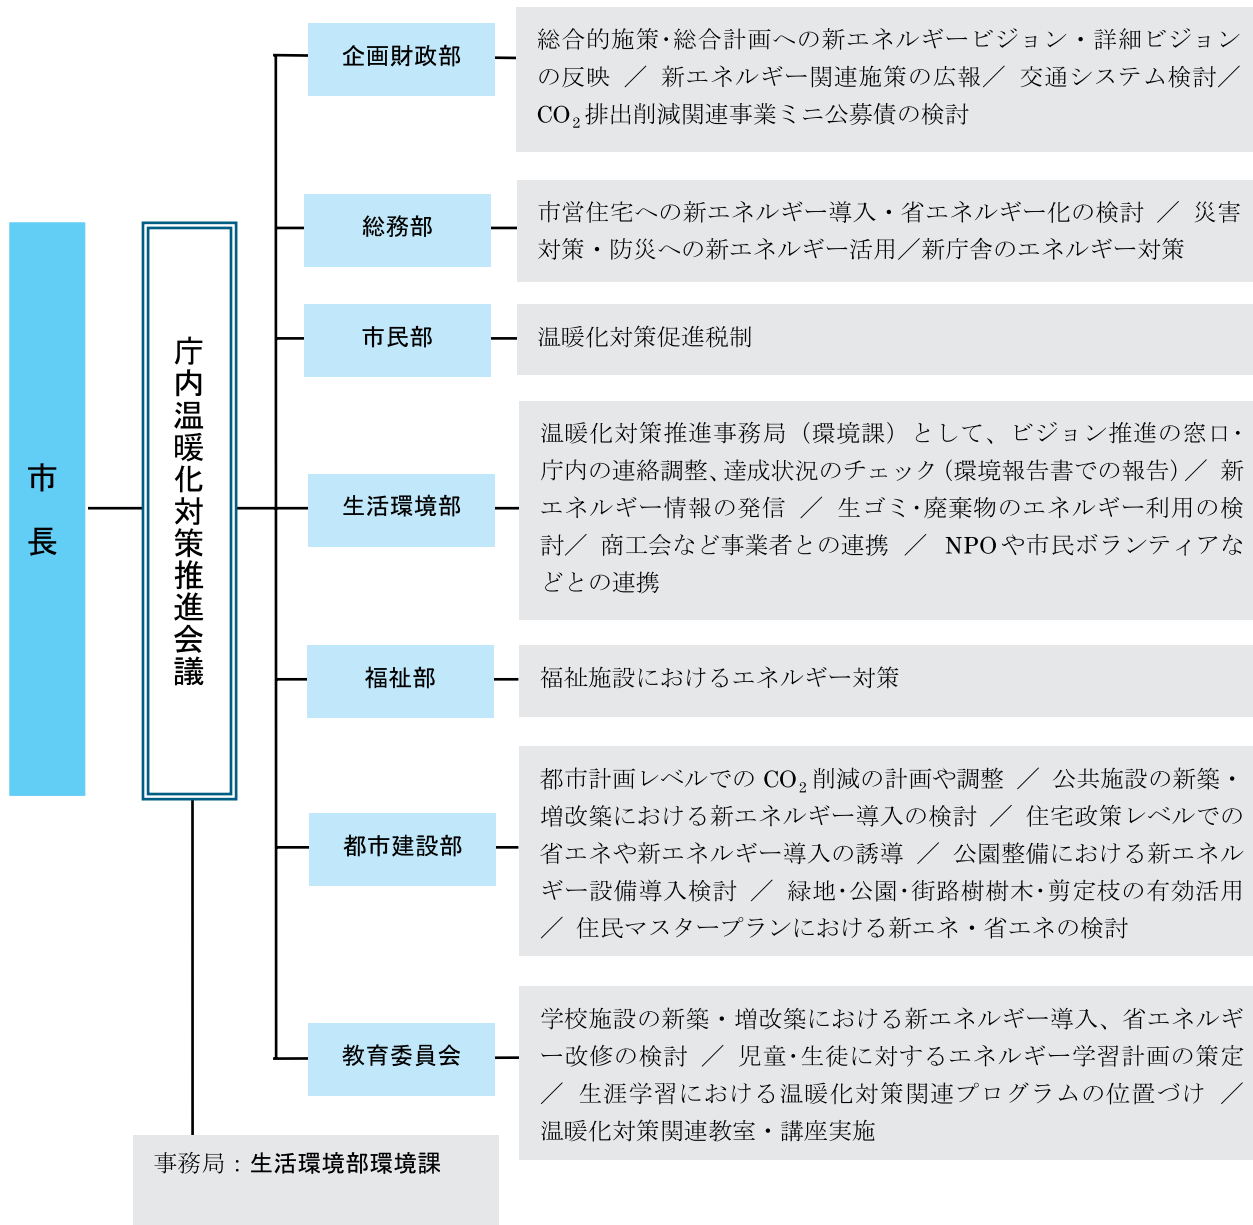 市長
庁内温暖化対策推進会議
企画財政部
総合的施策・総合計画への新エネルギービジョン・詳細ビジョン
の反映 ／ 新エネルギー関連施策の広報／ 交通システム検討／
CO₂排出削減関連事業ミニ公募債の検討
総務部
市営住宅への新エネルギー導入・省エネルギー化の検討 ／ 災害
対策・防災への新エネルギー活用／新庁舎のエネルギー対策
市民部
温暖化対策促進税制
生活環境部
温暖化対策推進事務局（環境課）として、ビジョン推進の窓口・
庁内の連絡調整、達成状況のチェック（環境報告書での報告）／ 新
エネルギー情報の発信 ／ 生ゴミ・廃棄物のエネルギー利用の検
討／ 商工会など事業者との連携 ／ NPOや市民ボランティアな
どとの連携
福祉部
福祉施設におけるエネルギー対策
都市建設部
都市計画レベルでの CO₂削減の計画や調整 ／ 公共施設の新築・
増改築における新エネルギー導入の検討 ／ 住宅政策レベルでの
省エネや新エネルギー導入の誘導 ／ 公園整備における新エネル
ギー設備導入検討 ／ 緑地・公園・街路樹樹木・剪定枝の有効活用
／ 住民マスタープランにおける新エネ・省エネの検討
教育委員会
学校施設の新築・増改築における新エネルギー導入、省エネルギ
ー改修の検討 ／ 児童・生徒に対するエネルギー学習計画の策定
／ 生涯学習における温暖化対策関連プログラムの位置づけ ／
温暖化対策関連教室・講座実施
事務局：生活環境部環境課